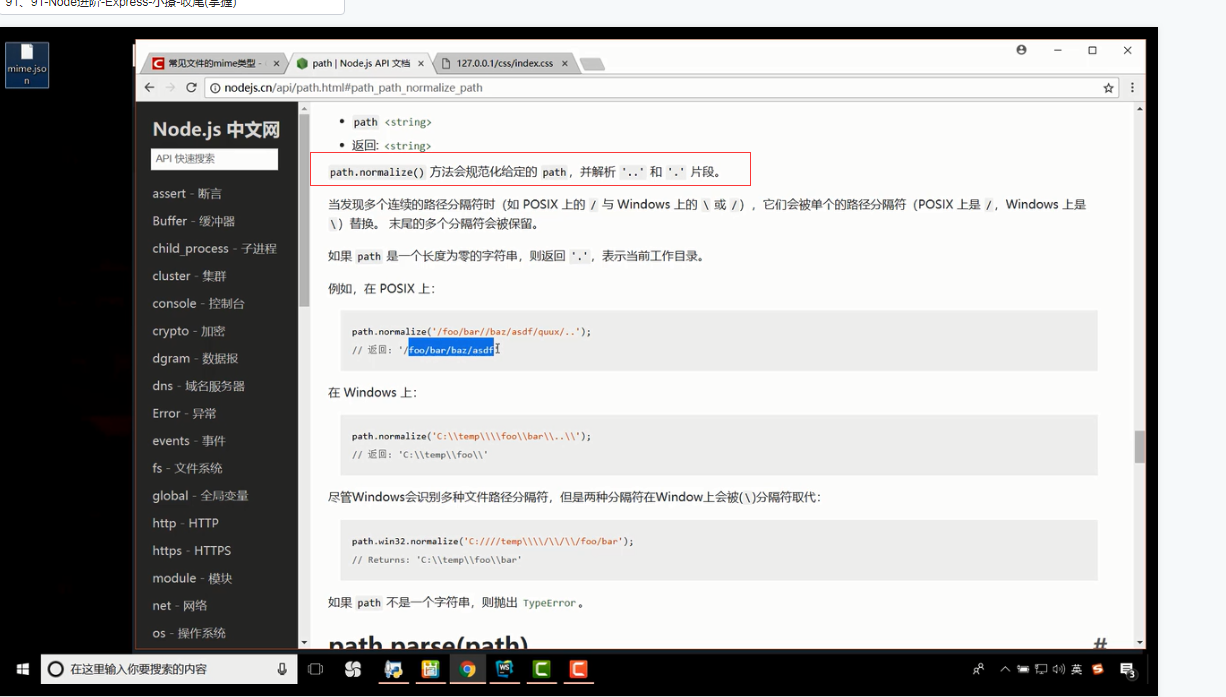 91、91-Node进阶-Express-小撩-收尾(掌握)
mime.jso
n
常见文件的mime类型 -
path | Node.js API 文档
127.0.0.1/css/index.css
nodejs.cn/api/path.html#path_path_normalize_path
Node.js 中文网
API 快速搜索
assert - 断言
Buffer - 缓冲器
child_process - 子进程
cluster - 集群
console - 控制台
crypto - 加密
dgram - 数据报
dns - 域名服务器
Error - 异常
events - 事件
fs - 文件系统
global - 全局变量
http - HTTP
https - HTTPS
module - 模块
net - 网络
os - 操作系统
• path <string>
• 返回: <string>
path.normalize() 方法会规范化给定的 path，并解析 '..' 和 '.' 片段。
当发现多个连续的路径分隔符时（如 POSIX 上的 / 与 Windows 上的 \ 或 /），它们会被单个的路径分隔符（POSIX 上是 /，Windows 上是
\）替换。 末尾的多个分隔符会被保留。
如果 path 是一个长度为零的字符串，则返回 '.'，表示当前工作目录。
例如，在 POSIX 上：
path.normalize('/foo/bar//baz/asdf/quux/..');
// 返回: '/foo/bar/baz/asdf
在 Windows 上：
path.normalize('C:\\temp\\\\foo\\bar\\..\\');
// 返回: 'C:\\temp\\foo\\'
尽管Windows会识别多种文件路径分隔符，但是两种分隔符在Window上会被(\)分隔符取代：
path.win32.normalize('C:////temp\\\\/\\/\\/foo/bar');
// Returns: 'C:\\temp\\foo\\bar'
如果 path 不是一个字符串，则抛出 TypeError。
path.parse(path)
#
在这里输入你要搜索的内容
英
3